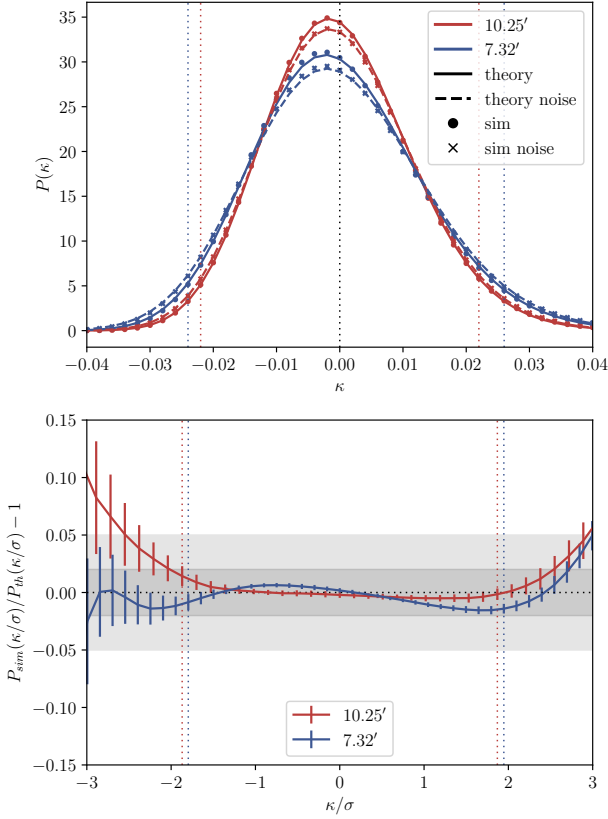 35
30
25
20
15
10
5
0
P(κ)
−0.04 −0.03 −0.02 −0.01 0.00 0.01 0.02 0.03 0.04
κ
10.25′
7.32′
theory
theory noise
sim
sim noise
0.15
0.10
0.05
0.00
−0.05
−0.10
−0.15
P_sim(κ/σ)/P_th(κ/σ) − 1
10.25′
7.32′
−3 −2 −1 0 1 2 3
κ/σ